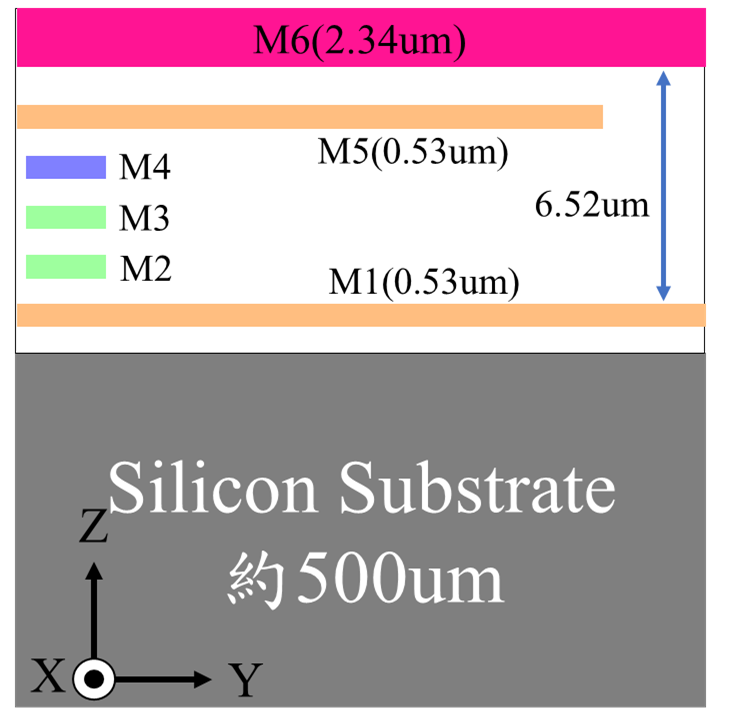 M6(2.34um)
M5(0.53um)
M4
6.52um
M3
M2
M1(0.53um)
Silicon Substrate
約500um
Z
X
Y